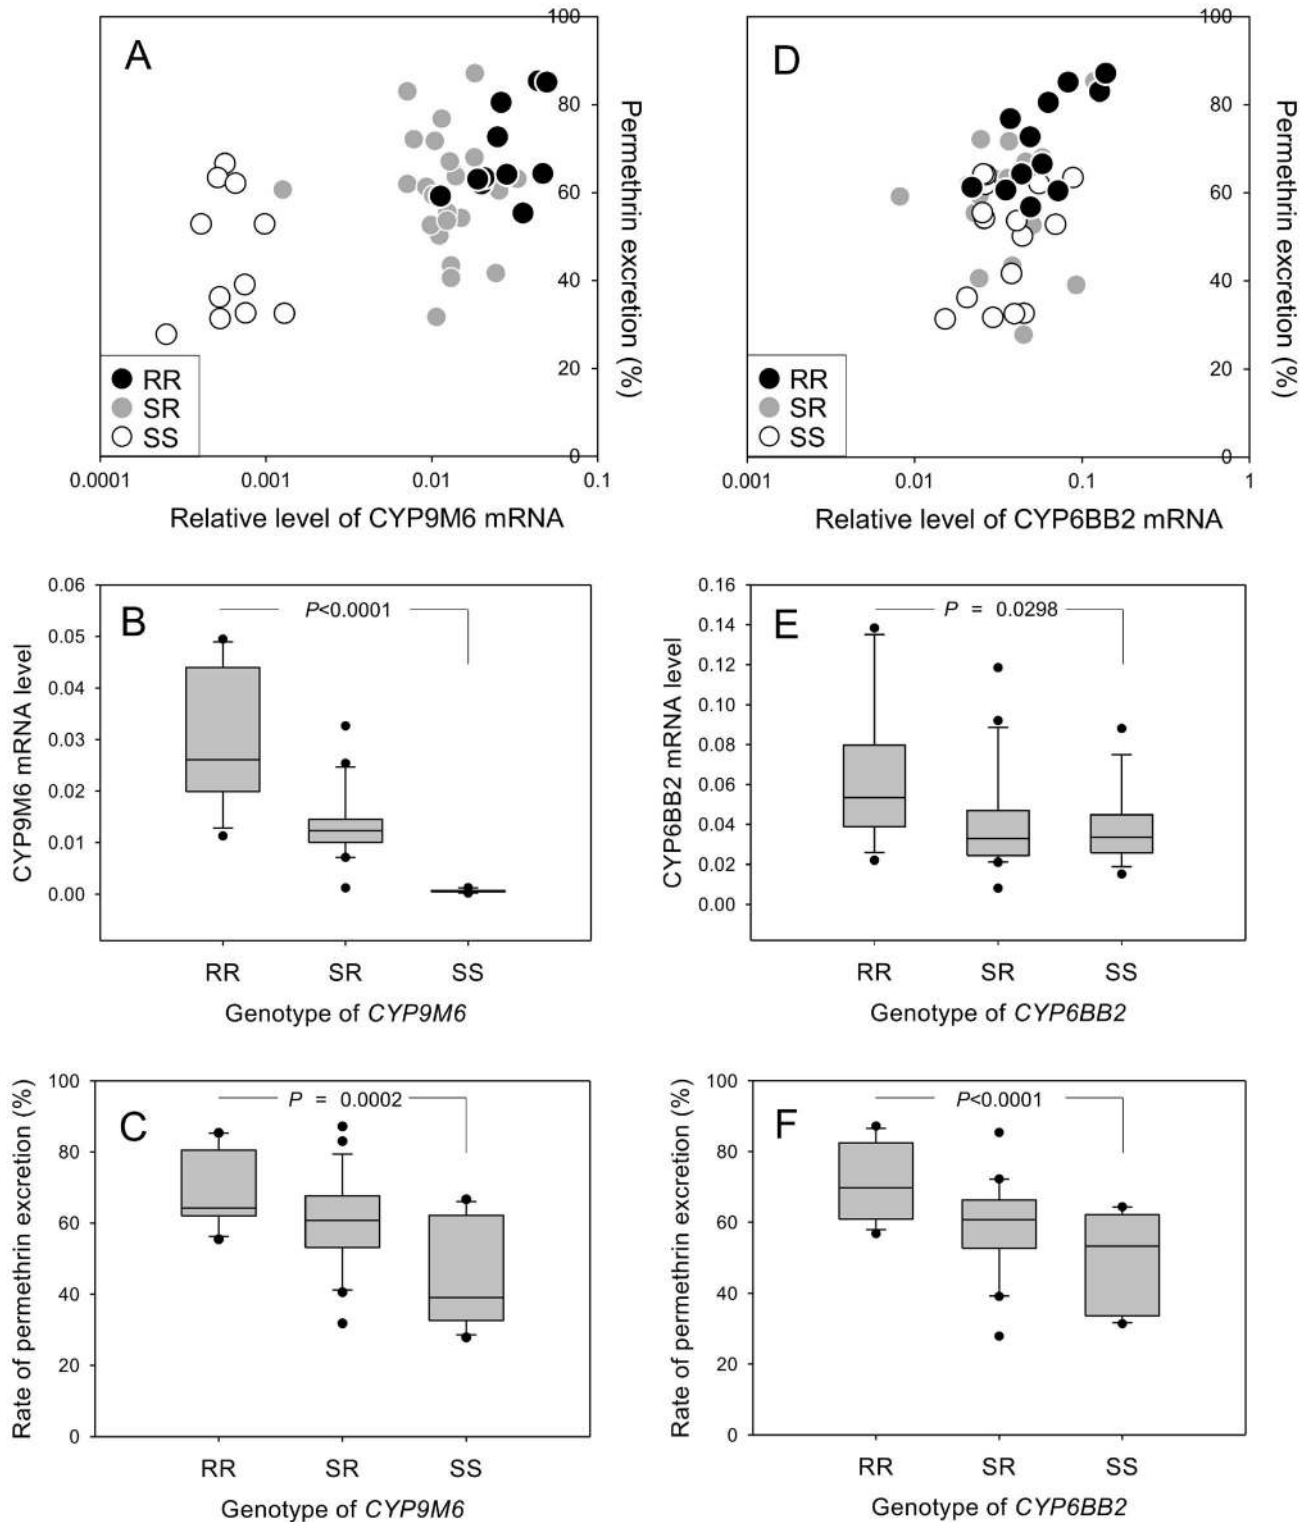 A
100
80
60
40
20
0
Permethrin excretion (%)
RR
SR
SS
0.0001
0.001
0.01
0.1
Relative level of CYP9M6 mRNA
D
100
80
60
40
20
0
Permethrin excretion (%)
RR
SR
SS
0.001
0.01
0.1
1
Relative level of CYP6BB2 mRNA
B
P<0.0001
CYP9M6 mRNA level
0.06
0.05
0.04
0.03
0.02
0.01
0.00
RR
SR
SS
Genotype of CYP9M6
E
P = 0.0298
CYP6BB2 mRNA level
0.16
0.14
0.12
0.10
0.08
0.06
0.04
0.02
0.00
RR
SR
SS
Genotype of CYP6BB2
C
P = 0.0002
Rate of permethrin excretion (%)
100
80
60
40
20
0
RR
SR
SS
Genotype of CYP9M6
F
P<0.0001
Rate of permethrin excretion (%)
100
80
60
40
20
0
RR
SR
SS
Genotype of CYP6BB2